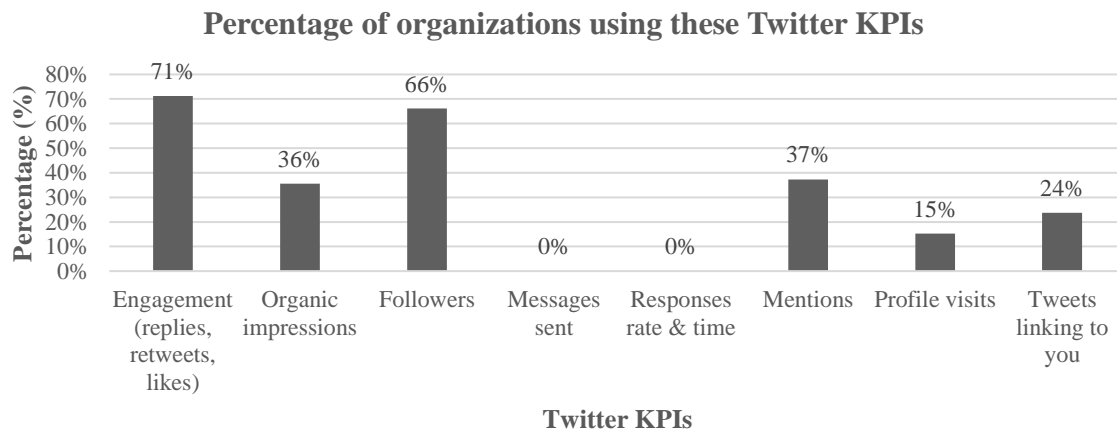 Percentage of organizations using these Twitter KPIs
Percentage (%)
80%
70%
60%
50%
40%
30%
20%
10%
0%
71%
36%
66%
0%
0%
37%
15%
24%
Engagement
(replies,
retweets,
likes)
Organic
impressions
Followers
Messages
sent
Responses
rate & time
Mentions
Profile visits
Tweets
linking to
you
Twitter KPIs